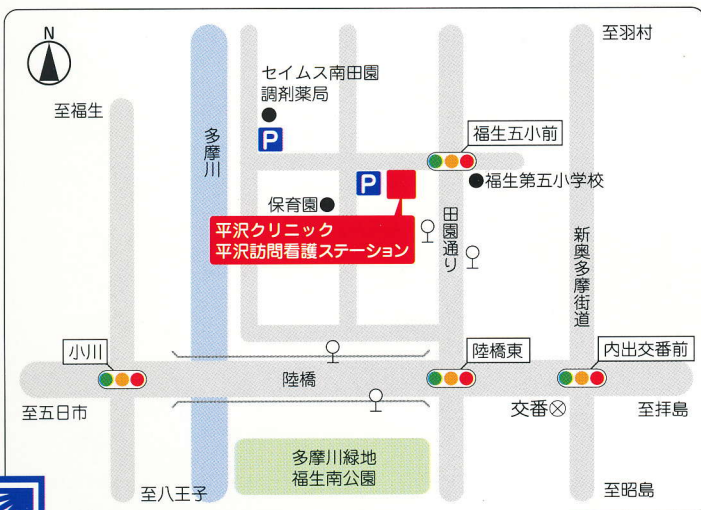 N
至羽村
セイムス南田園
調剤薬局
至福生
P
多摩川
福生五小前
P
福生第五小学校
保育園
平沢クリニック
平沢訪問看護ステーション
田園通り
新奥多摩街道
小川
陸橋
陸橋東
内出交番前
至五日市
交番
至拝島
多摩川緑地
福生南公園
至八王子
至昭島